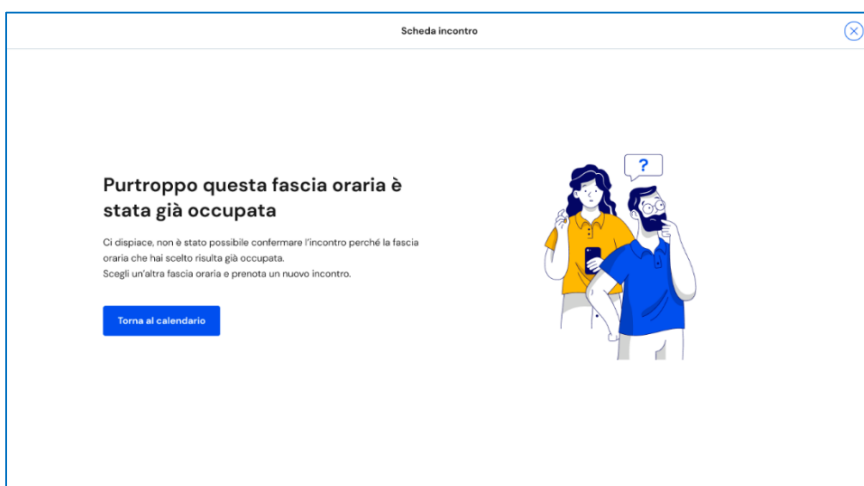 Scheda incontro
?
Purtroppo questa fascia oraria è
stata già occupata
Ci dispiace, non è stato possibile confermare l'incontro perché la fascia
oraria che hai scelto risulta già occupata.
Scegli un'altra fascia oraria e prenota un nuovo incontro.
Torna al calendario